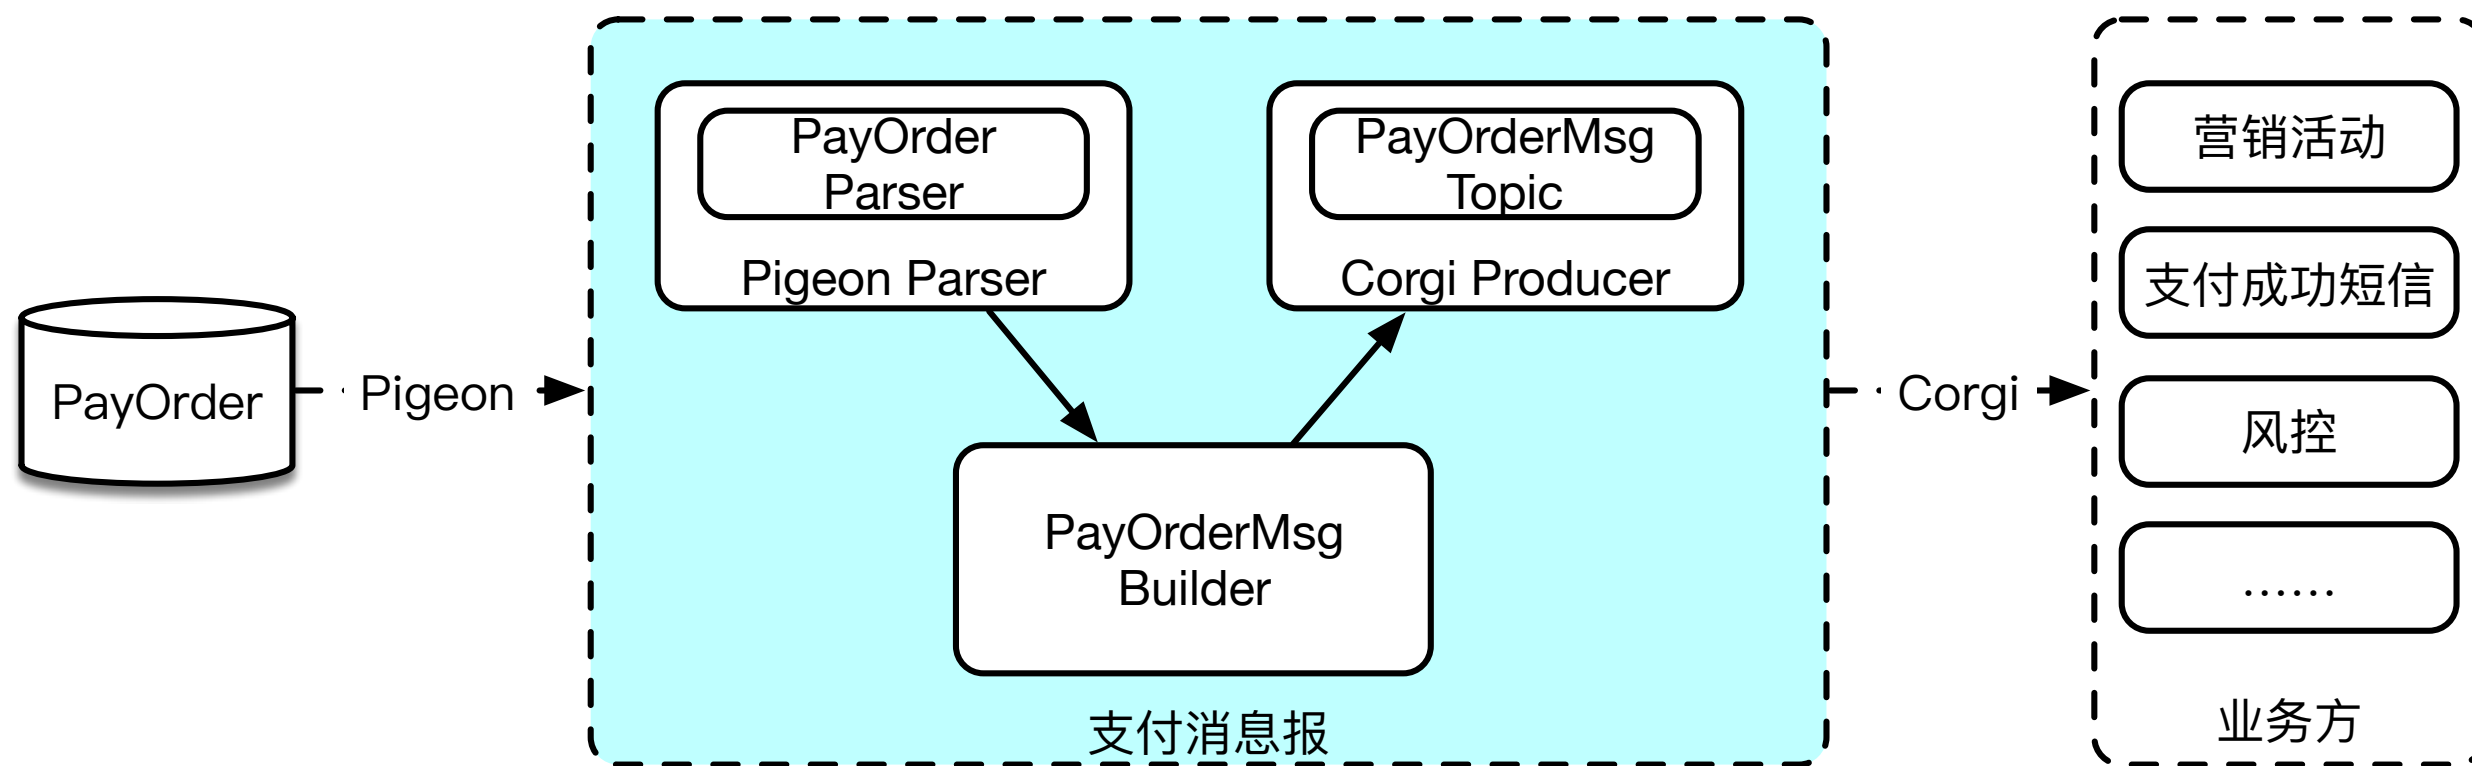 PayOrder
Pigeon
PayOrder
Parser
Pigeon Parser
PayOrderMsg
Topic
Corgi Producer
PayOrderMsg
Builder
支付消息报
Corgi
营销活动
支付成功短信
风控
……
业务方